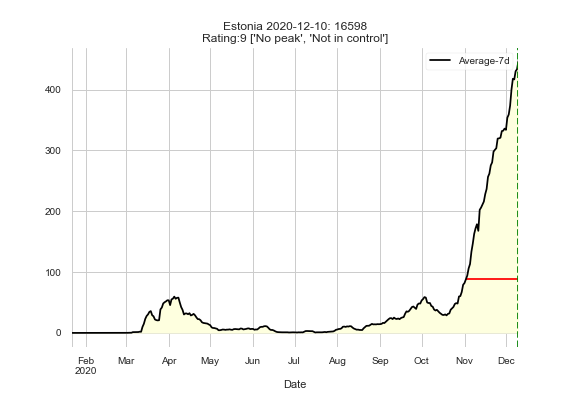 Estonia 2020-12-10: 16598
Rating:9 ['No peak', 'Not in control']
Average-7d
400
300
200
100
0
Feb Mar Apr May Jun Jul Aug Sep Oct Nov Dec
2020
Date